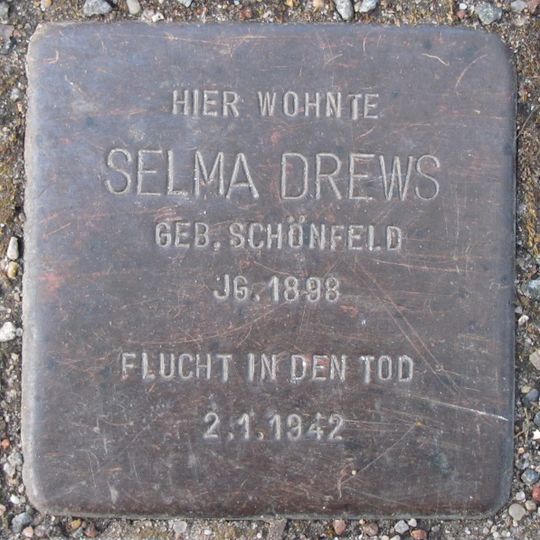 HIER WOHNTE
SELMA DREWS
GEB. SCHÖNFELD
JG. 1898
FLUCHT IN DEN TOD
2.1.1942